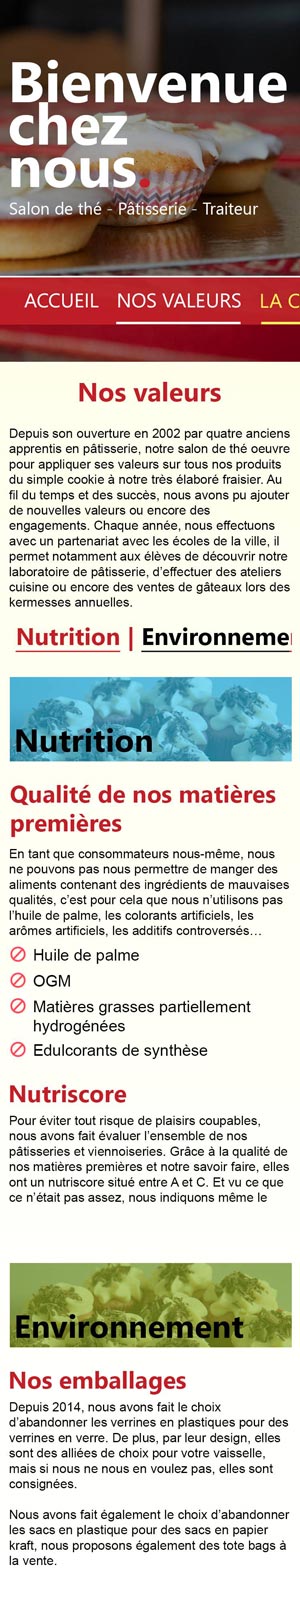 Bienvenue
chez
nous.
Salon de thé - Pâtisserie - Traiteur
ACCUEIL NOS VALEURS LA C
Nos valeurs
Depuis son ouverture en 2002 par quatre anciens
apprentis en pâtisserie, notre salon de thé oeuvre
pour appliquer ses valeurs sur tous nos produits
du simple cookie à notre très élaboré fraisier. Au
fil du temps et des succès, nous avons pu ajouter
de nouvelles valeurs ou encore des
engagements. Chaque année, nous effectuons
avec un partenariat avec les écoles de la ville, il
permet notamment aux élèves de découvrir notre
laboratoire de pâtisserie, d'effectuer des ateliers
cuisine ou encore des ventes de gâteaux lors des
kermesses annuelles.
Nutrition | Environneme
Nutrition
Qualité de nos matières
premières
En tant que consommateurs nous-même, nous
ne pouvons pas nous permettre de manger des
aliments contenant des ingrédients de mauvaises
qualités, c'est pour cela que nous n'utilisons pas
l'huile de palme, les colorants artificiels, les
arômes artificiels, les additifs controversés…
Huile de palme
OGM
Matières grasses partiellement
hydrogénées
Edulcorants de synthèse
Nutriscore
Pour éviter tout risque de plaisirs coupables,
nous avons fait évaluer l'ensemble de nos
pâtisseries et viennoiseries. Grâce à la qualité de
nos matières premières et notre savoir faire, elles
ont un nutriscore situé entre A et C. Et vu ce que
ce n'était pas assez, nous indiquons même le
Environnement
Nos emballages
Depuis 2014, nous avons fait le choix
d'abandonner les verrines en plastiques pour des
verrines en verre. De plus, par leur design, elles
sont des alliées de choix pour votre vaisselle,
mais si nous ne nous en voulez pas, elles sont
consignées.
Nous avons fait également le choix d'abandonner
les sacs en plastique pour des sacs en papier
kraft, nous proposons également des tote bags à
la vente.